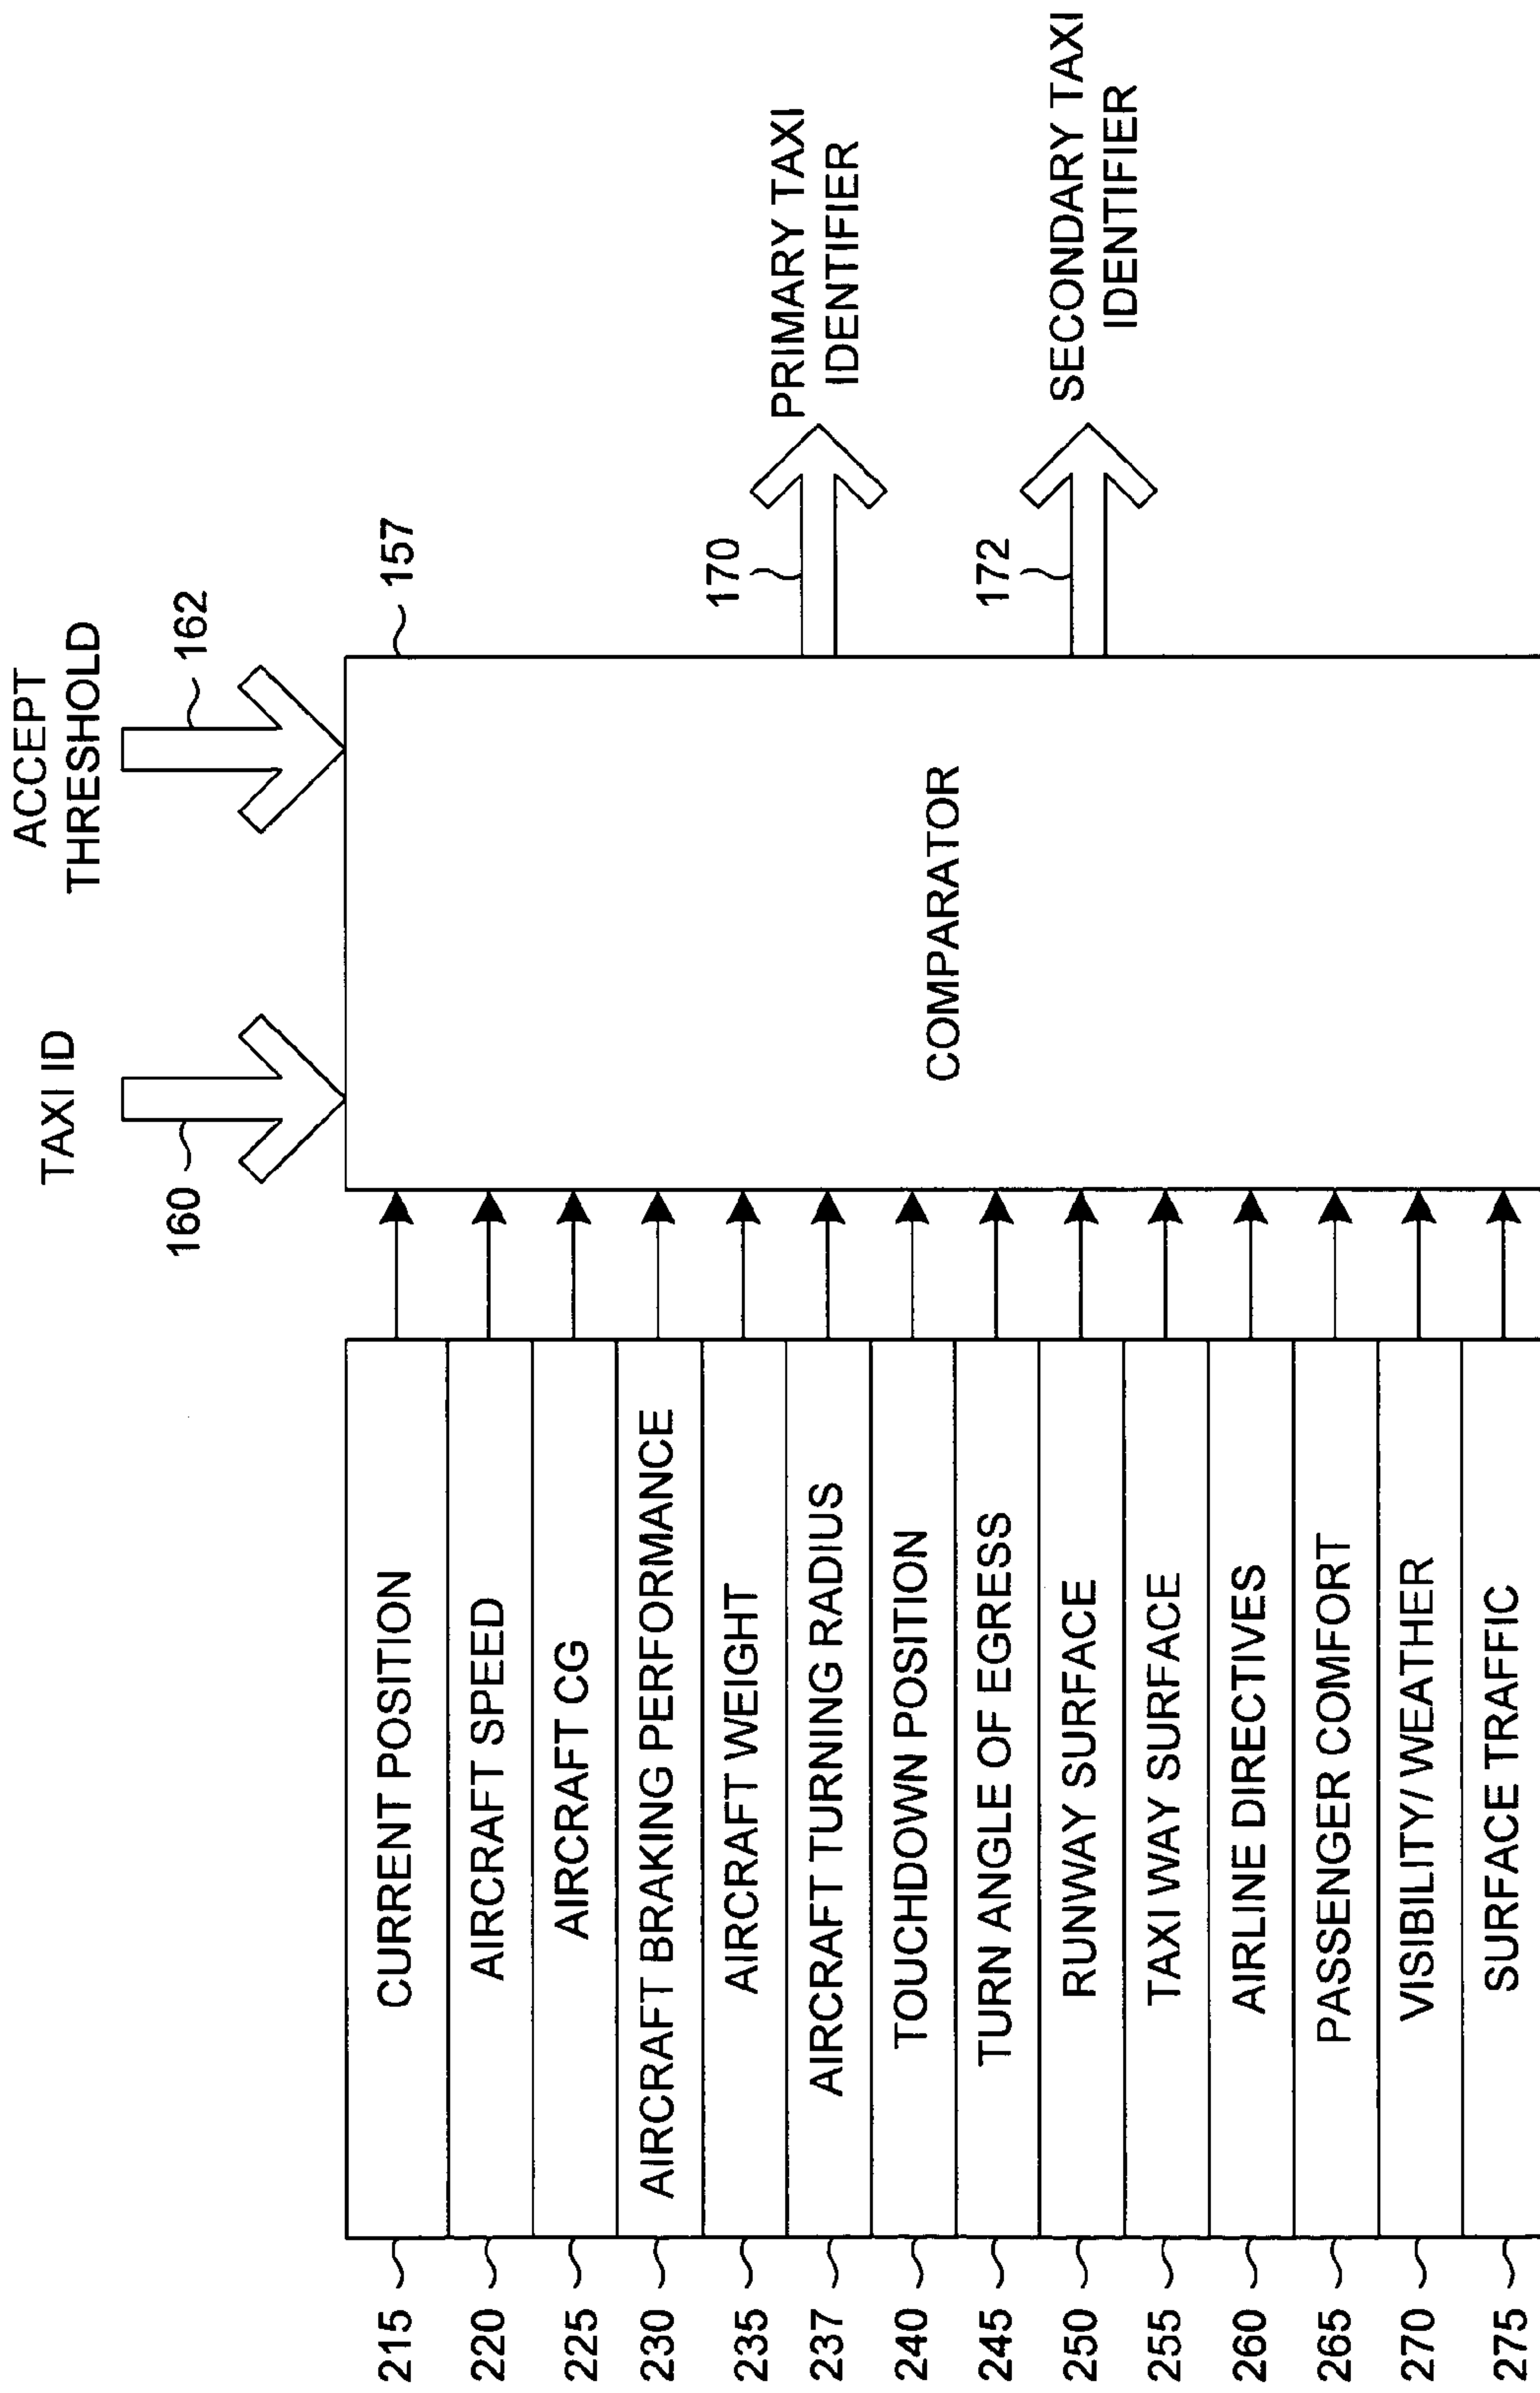 TAXI ID
160
ACCEPT
THRESHOLD
162
157
215 CURRENT POSITION
220 AIRCRAFT SPEED
225 AIRCRAFT CG
230 AIRCRAFT BRAKING PERFORMANCE
235 AIRCRAFT WEIGHT
237 AIRCRAFT TURNING RADIUS
240 TOUCHDOWN POSITION
245 TURN ANGLE OF EGRESS
250 RUNWAY SURFACE
255 TAXI WAY SURFACE
260 AIRLINE DIRECTIVES
265 PASSENGER COMFORT
270 VISIBILITY/WEATHER
275 SURFACE TRAFFIC
COMPARATOR
170
PRIMARY TAXI
IDENTIFIER
172
SECONDARY TAXI
IDENTIFIER